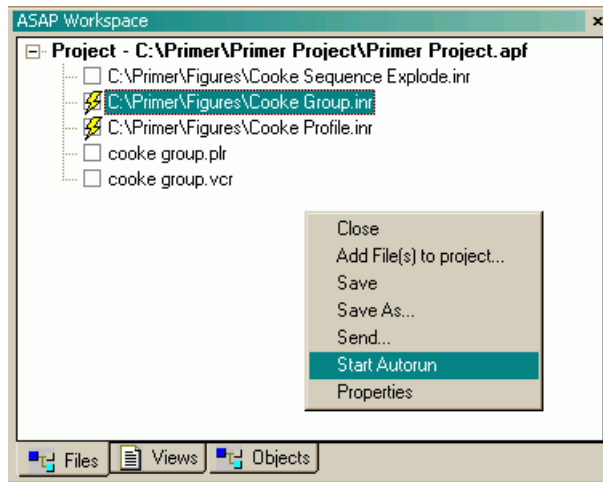 ASAP Workspace
Project - C:\Primer\Primer Project\Primer Project.apf
C:\Primer\Figures\Cooke Sequence Explode.inr
C:\Primer\Figures\Cooke Group.inr
C:\Primer\Figures\Cooke Profile.inr
cooke group.plr
cooke group.vcr
Close
Add File(s) to project...
Save
Save As...
Send...
Start Autorun
Properties
Files Views Objects